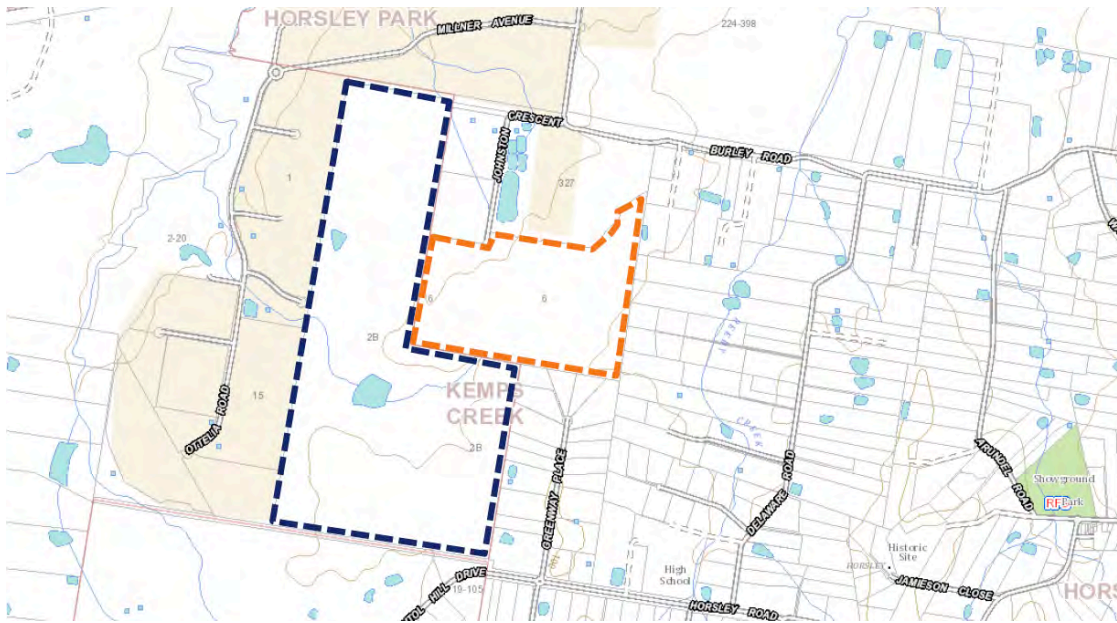 HORSLEY PARK
MILLNER AVENUE
224-398
JOHNSTON
CRESCENT
BURLEY ROAD
1
327
2-20
6
6
2B
KEMPS
CREEK
15
OTTELIA ROAD
2B
GREENWAY PLACE
CREEK
DELAWARE ROAD
ARUNDEL ROAD
Showground
Park
RFB
Historic
Site
HORSLEY
High
School
JAMIESON CLOSE
HILL DRIVE
19-105
HORSLEY ROAD
HORS